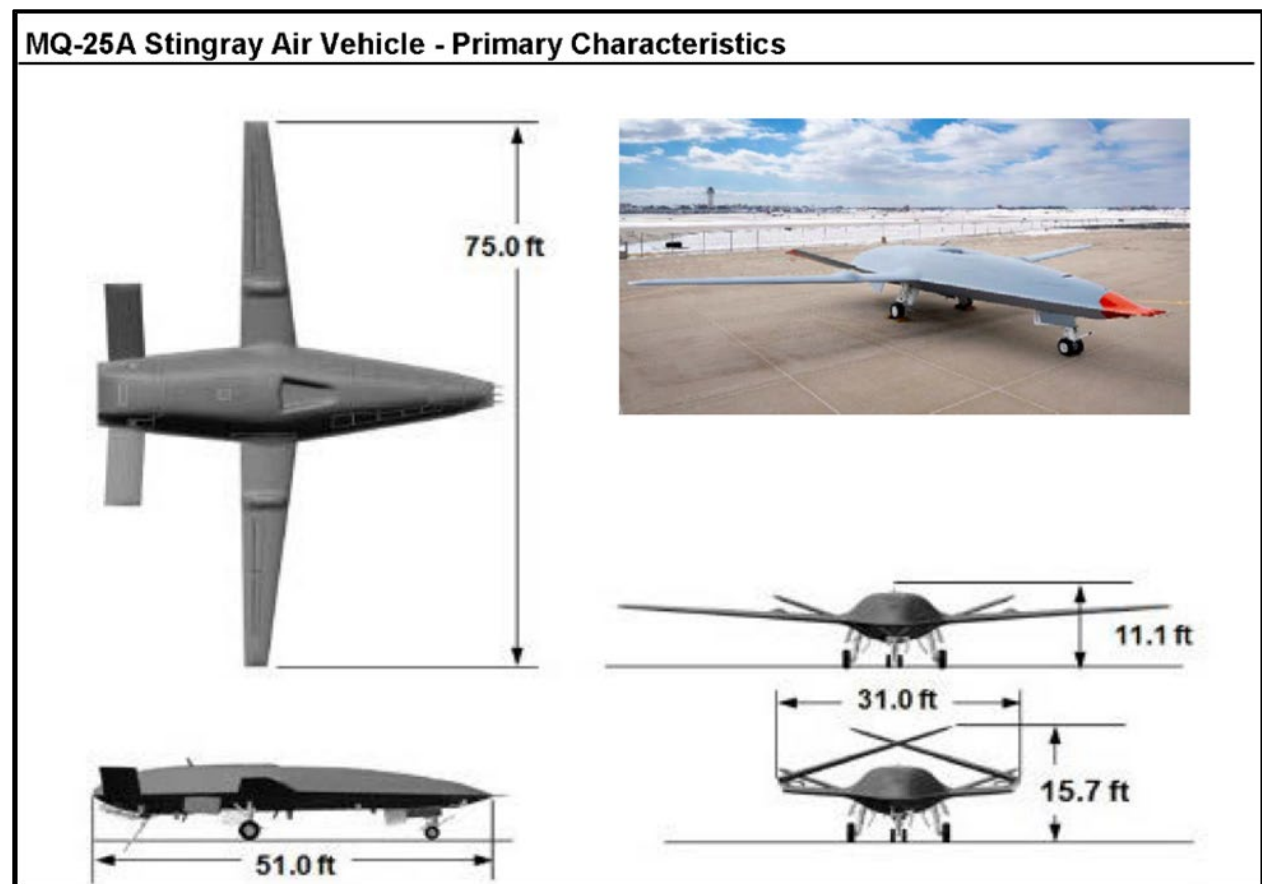 MQ-25A Stingray Air Vehicle - Primary Characteristics
75.0 ft
11.1 ft
31.0 ft
15.7 ft
51.0 ft